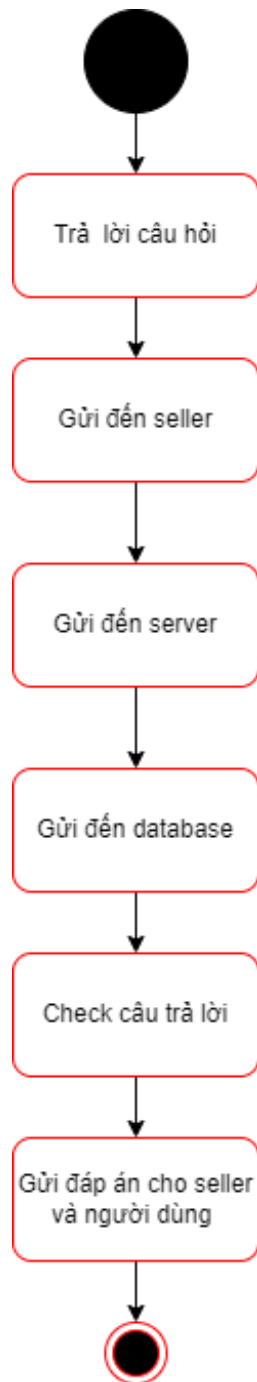 Trả lời câu hỏi
Gửi đến seller
Gửi đến server
Gửi đến database
Check câu trả lời
Gửi đáp án cho seller
và người dùng